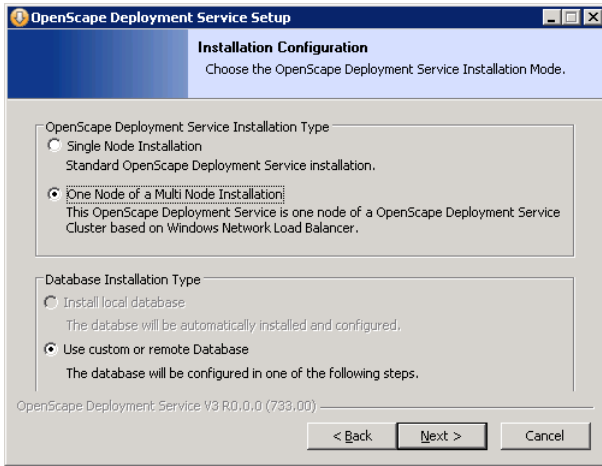 OpenScape Deployment Service Setup
Installation Configuration
Choose the OpenScape Deployment Service Installation Mode.
OpenScape Deployment Service Installation Type
Single Node Installation
Standard OpenScape Deployment Service installation.
One Node of a Multi Node Installation
This OpenScape Deployment Service is one node of a OpenScape Deployment Service
Cluster based on Windows Network Load Balancer.
Database Installation Type
Install local database
The databse will be automatically installed and configured.
Use custom or remote Database
The database will be configured in one of the following steps.
OpenScape Deployment Service V3 R0.0.0 (733.00)
< Back Next > Cancel